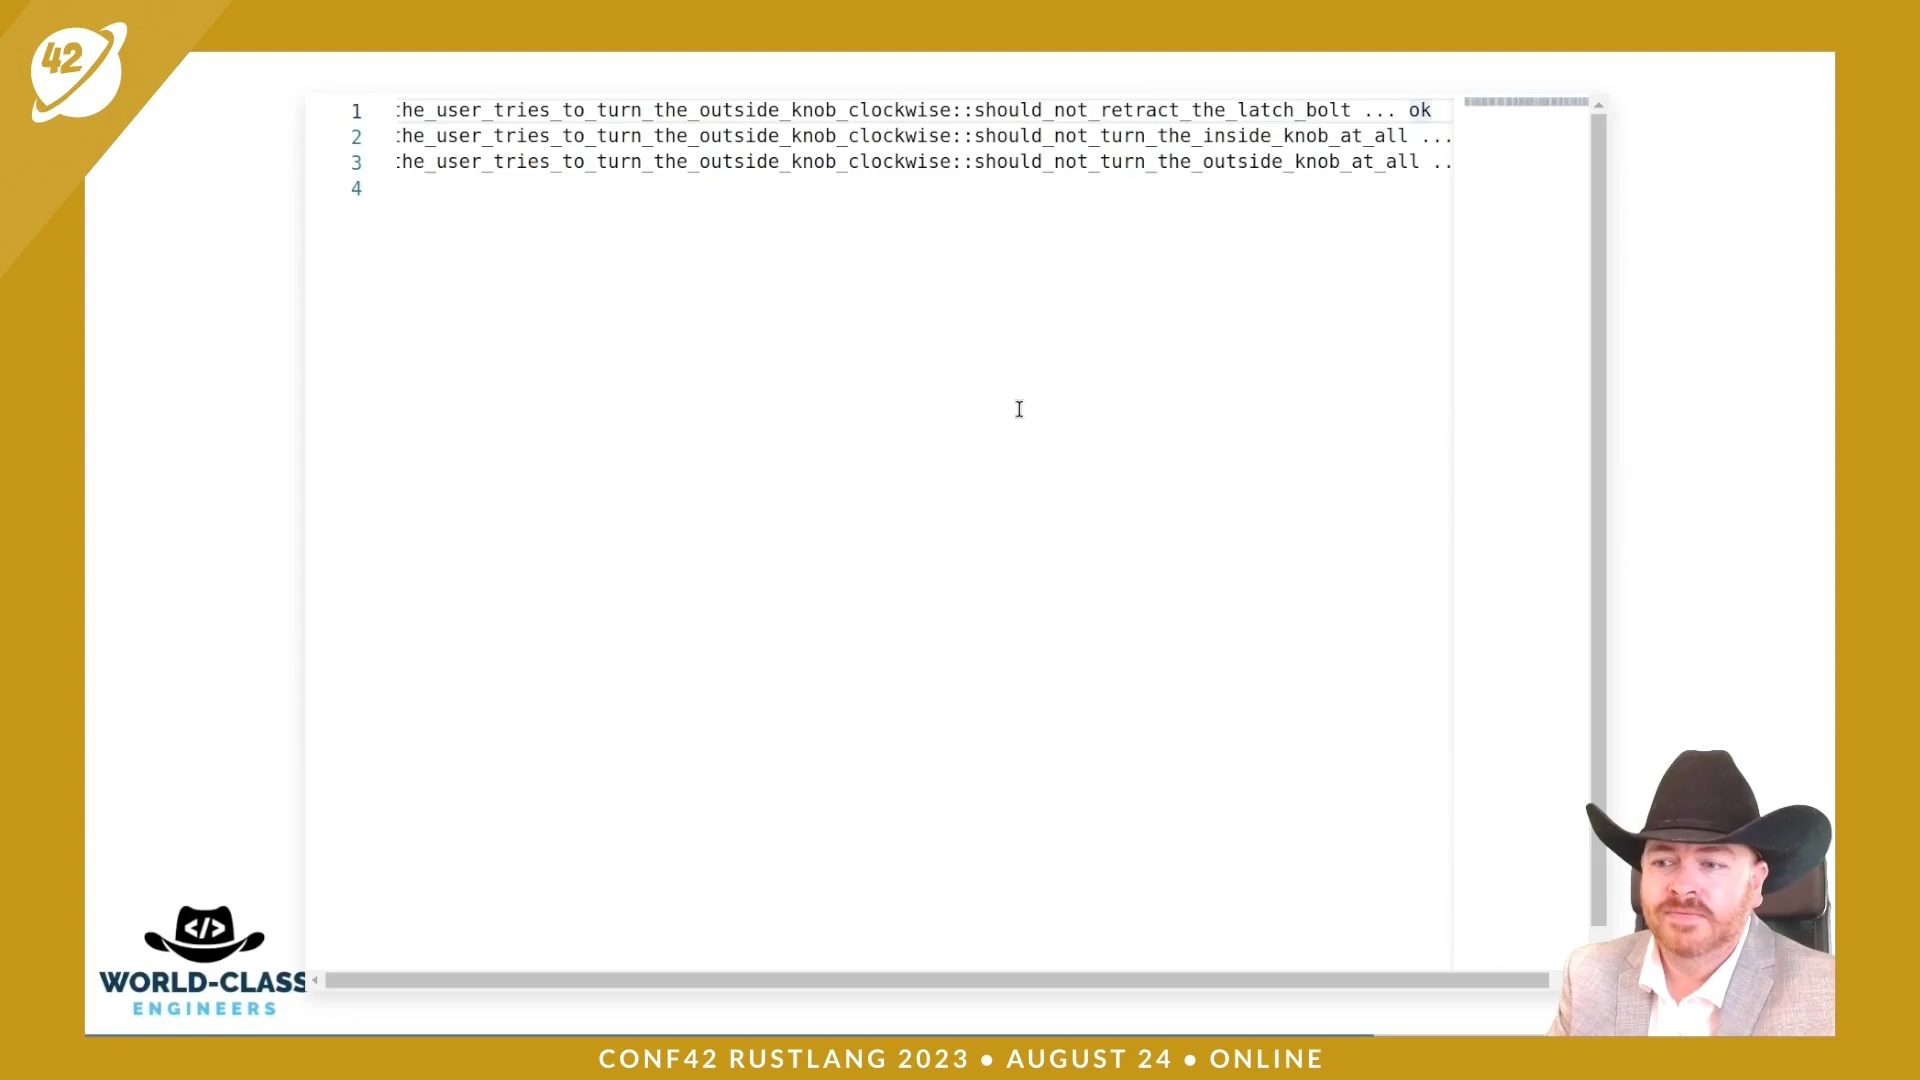 42
1 :he_user_tries_to_turn_the_outside_knob_clockwise::should_not_retract_the_latch_bolt ... ok
2 :he_user_tries_to_turn_the_outside_knob_clockwise::should_not_turn_the_inside_knob_at_all ...
3 :he_user_tries_to_turn_the_outside_knob_clockwise::should_not_turn_the_outside_knob_at_all ..
4
</>
WORLD-CLASS
ENGINEERS
CONF42 RUSTLANG 2023 • AUGUST 24 • ONLINE